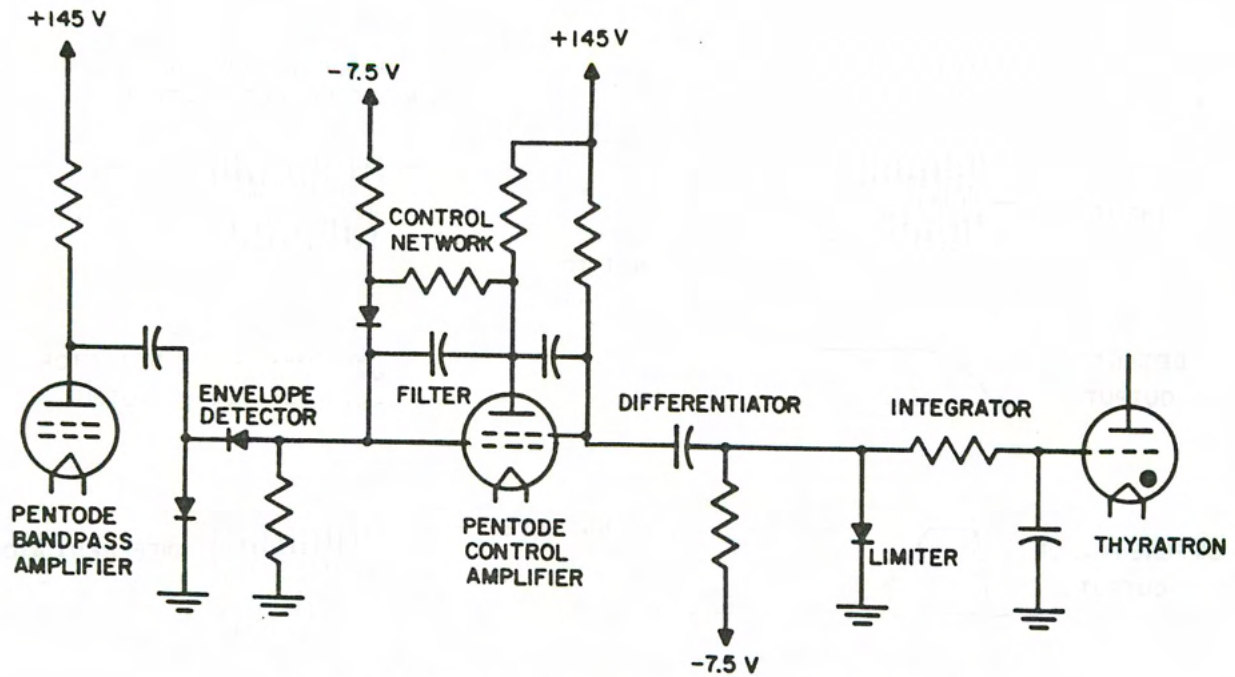 +145 V
-7.5 V
+145 V
CONTROL
NETWORK
FILTER
ENVELOPE
DETECTOR
DIFFERENTIATOR
INTEGRATOR
PENTODE
BANDPASS
AMPLIFIER
PENTODE
CONTROL
AMPLIFIER
LIMITER
THYRATRON
-7.5 V